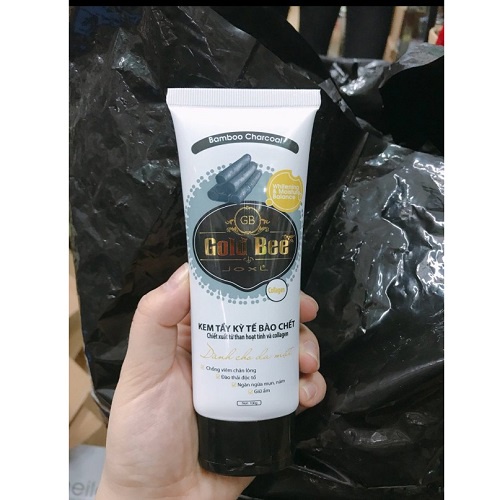 Bamboo Charcoal
Whitening
& Moisture
Balance
GB
Gold Bee
JOXÉ
Collagen
KEM TẨY KỲ TẾ BÀO CHẾT
Chiết xuất từ than hoạt tính và collagen
Dành cho da mặt
Chống viêm chân lông
Đào thải độc tố
Ngăn ngừa mụn, nám
Giữ ẩm